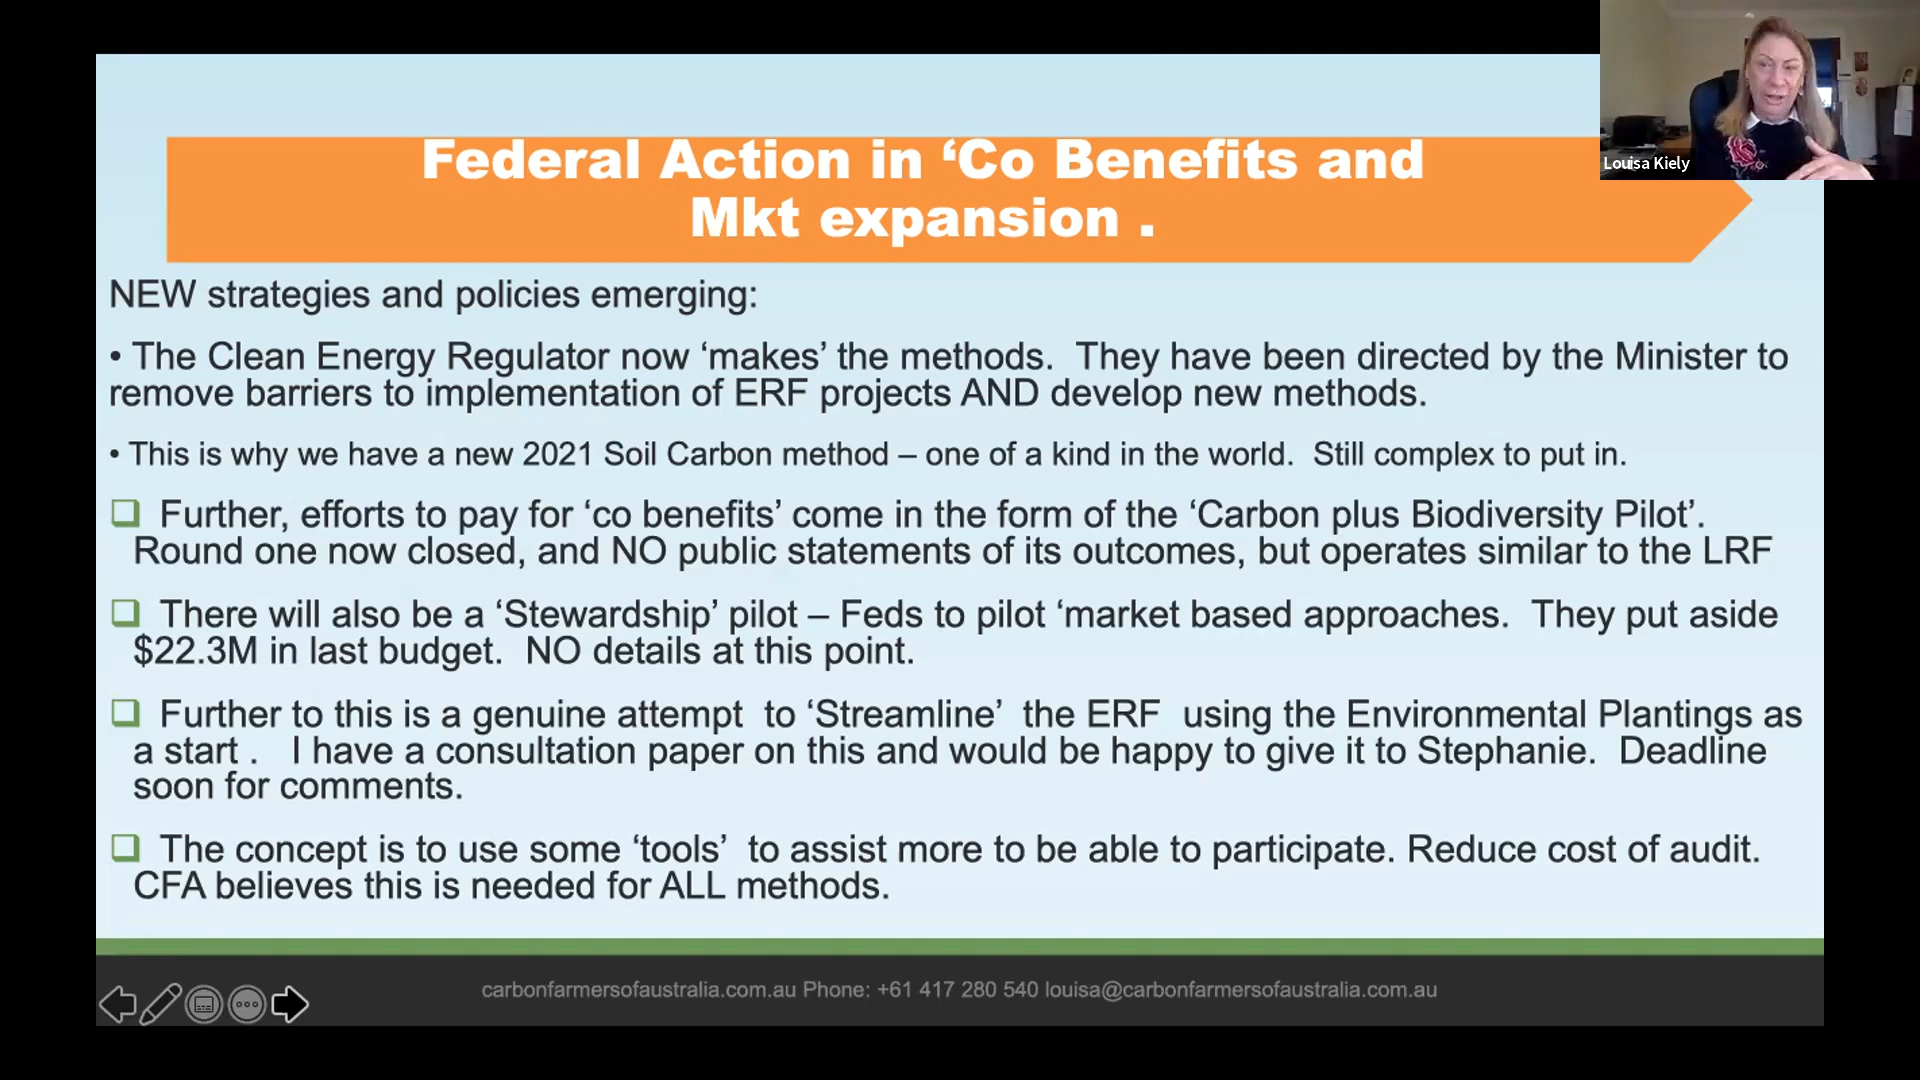 Louisa Kiely
Federal Action in ‘Co Benefits and
Mkt expansion .
NEW strategies and policies emerging:
• The Clean Energy Regulator now ‘makes’ the methods.  They have been directed by the Minister to
remove barriers to implementation of ERF projects AND develop new methods.
• This is why we have a new 2021 Soil Carbon method – one of a kind in the world.  Still complex to put in.
❑ Further, efforts to pay for ‘co benefits’ come in the form of the ‘Carbon plus Biodiversity Pilot’.
Round one now closed, and NO public statements of its outcomes, but operates similar to the LRF
❑ There will also be a ‘Stewardship’ pilot – Feds to pilot ‘market based approaches.  They put aside
$22.3M in last budget.  NO details at this point.
❑ Further to this is a genuine attempt  to ‘Streamline’  the ERF  using the Environmental Plantings as
a start .   I have a consultation paper on this and would be happy to give it to Stephanie.  Deadline
soon for comments.
❑ The concept is to use some ‘tools’  to assist more to be able to participate. Reduce cost of audit.
CFA believes this is needed for ALL methods.
carbonfarmersofaustralia.com.au Phone: +61 417 280 540 louisa@carbonfarmersofaustralia.com.au